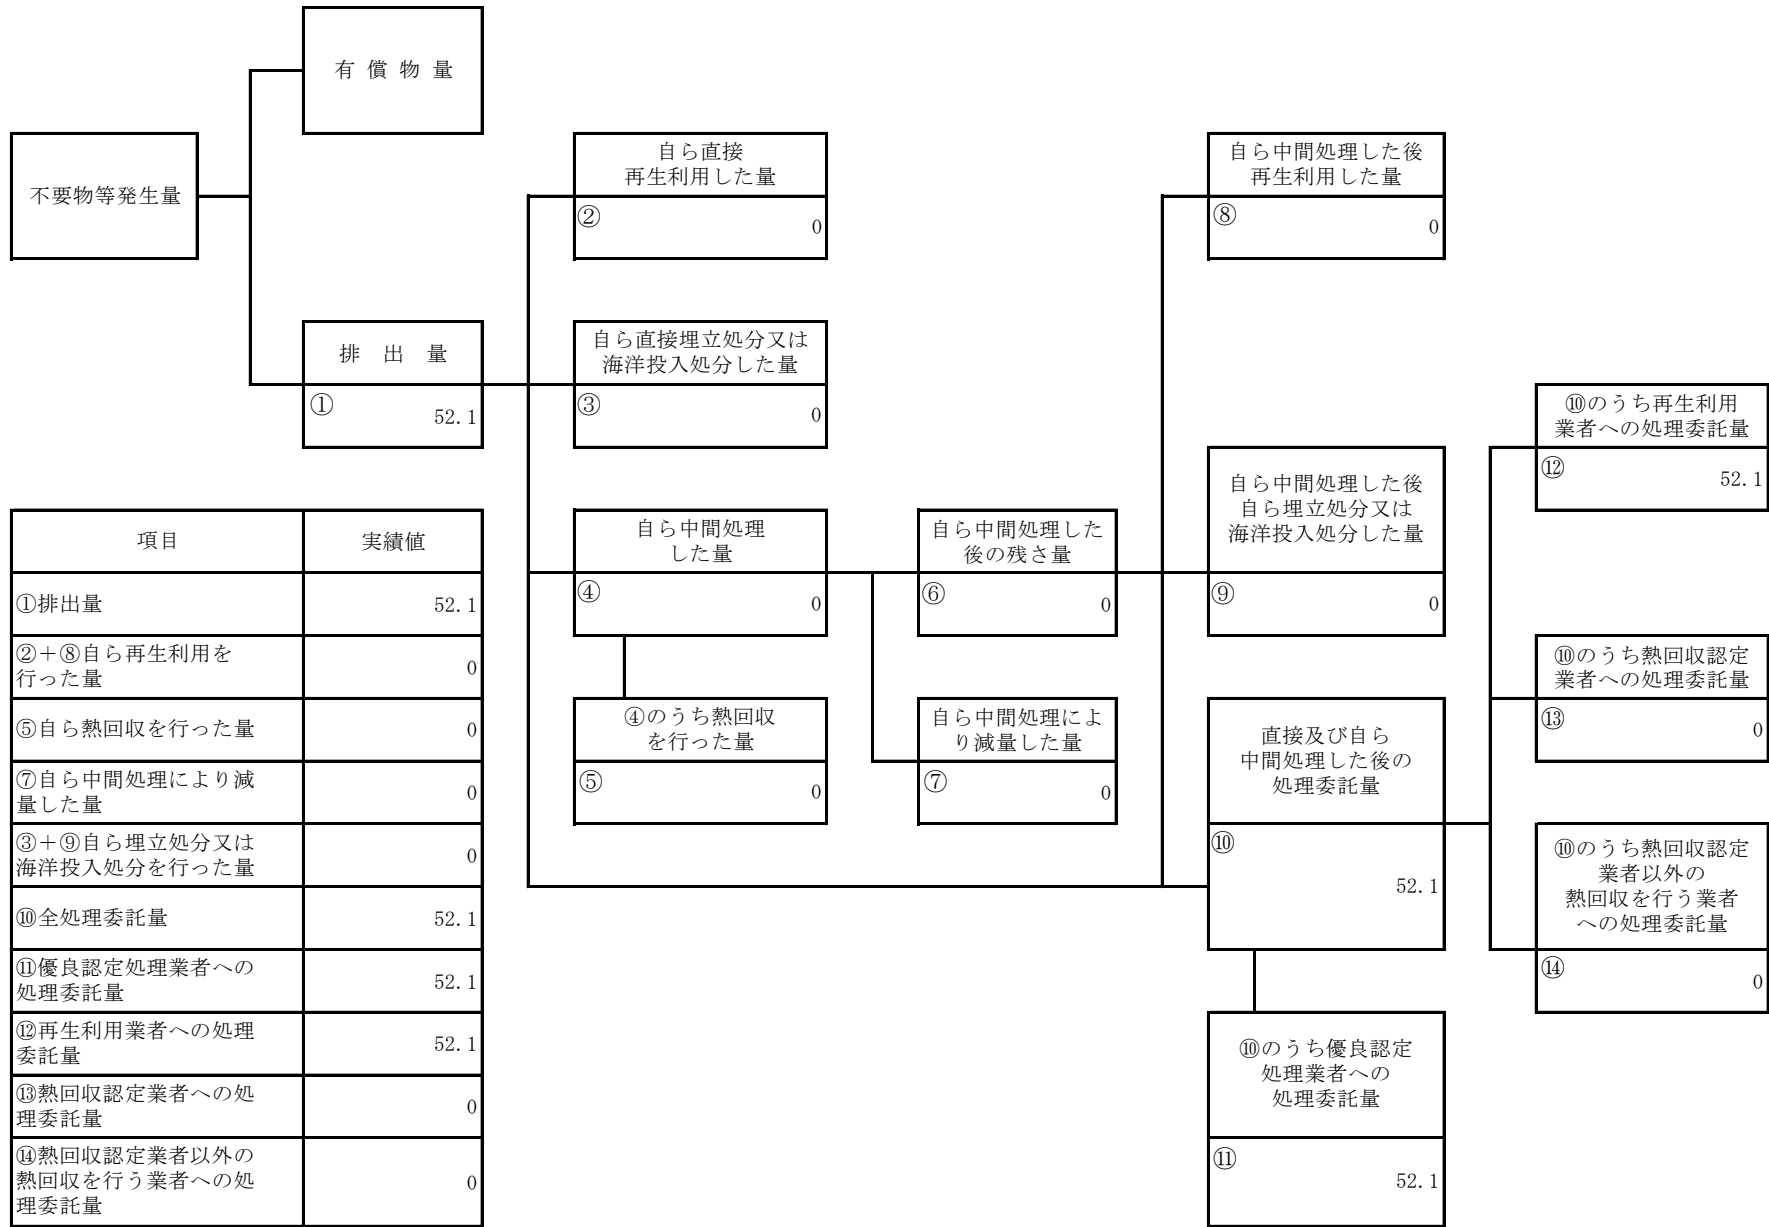 有 償 物 量
不要物等発生量
自ら直接
再生利用した量
② 0
自ら中間処理した後
再生利用した量
⑧ 0
排 出 量
① 52.1
自ら直接埋立処分又は
海洋投入処分した量
③ 0
⑩のうち再生利用
業者への処理委託量
⑫ 52.1
自ら中間処理
した量
④ 0
自ら中間処理した
後の残さ量
⑥ 0
自ら中間処理した後
自ら埋立処分又は
海洋投入処分した量
⑨ 0
⑩のうち熱回収認定
業者への処理委託量
⑬ 0
④のうち熱回収
を行った量
⑤ 0
自ら中間処理によ
り減量した量
⑦ 0
直接及び自ら
中間処理した後の
処理委託量
⑩ 52.1
⑩のうち熱回収認定
業者以外の
熱回収を行う業者
への処理委託量
⑭ 0
⑩のうち優良認定
処理業者への
処理委託量
⑪ 52.1
項目 実績値
①排出量 52.1
②+⑧自ら再生利用を
行った量 0
⑤自ら熱回収を行った量 0
⑦自ら中間処理により減
量した量 0
③+⑨自ら埋立処分又は
海洋投入処分を行った量 0
⑩全処理委託量 52.1
⑪優良認定処理業者への
処理委託量 52.1
⑫再生利用業者への処理
委託量 52.1
⑬熱回収認定業者への処
理委託量 0
⑭熱回収認定業者以外の
熱回収を行う業者への処
理委託量 0